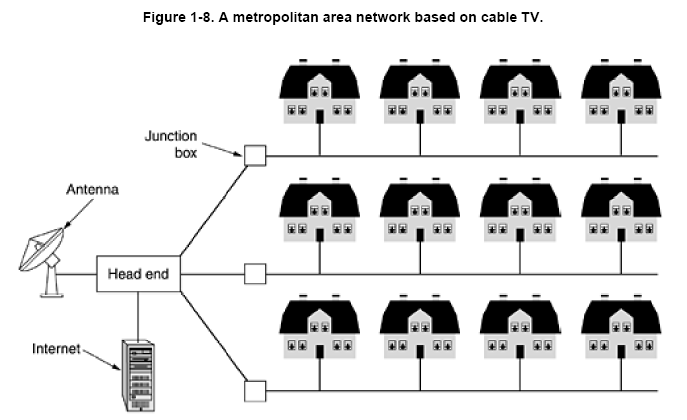 Figure 1-8. A metropolitan area network based on cable TV.
Junction
box
Antenna
Head end
Internet